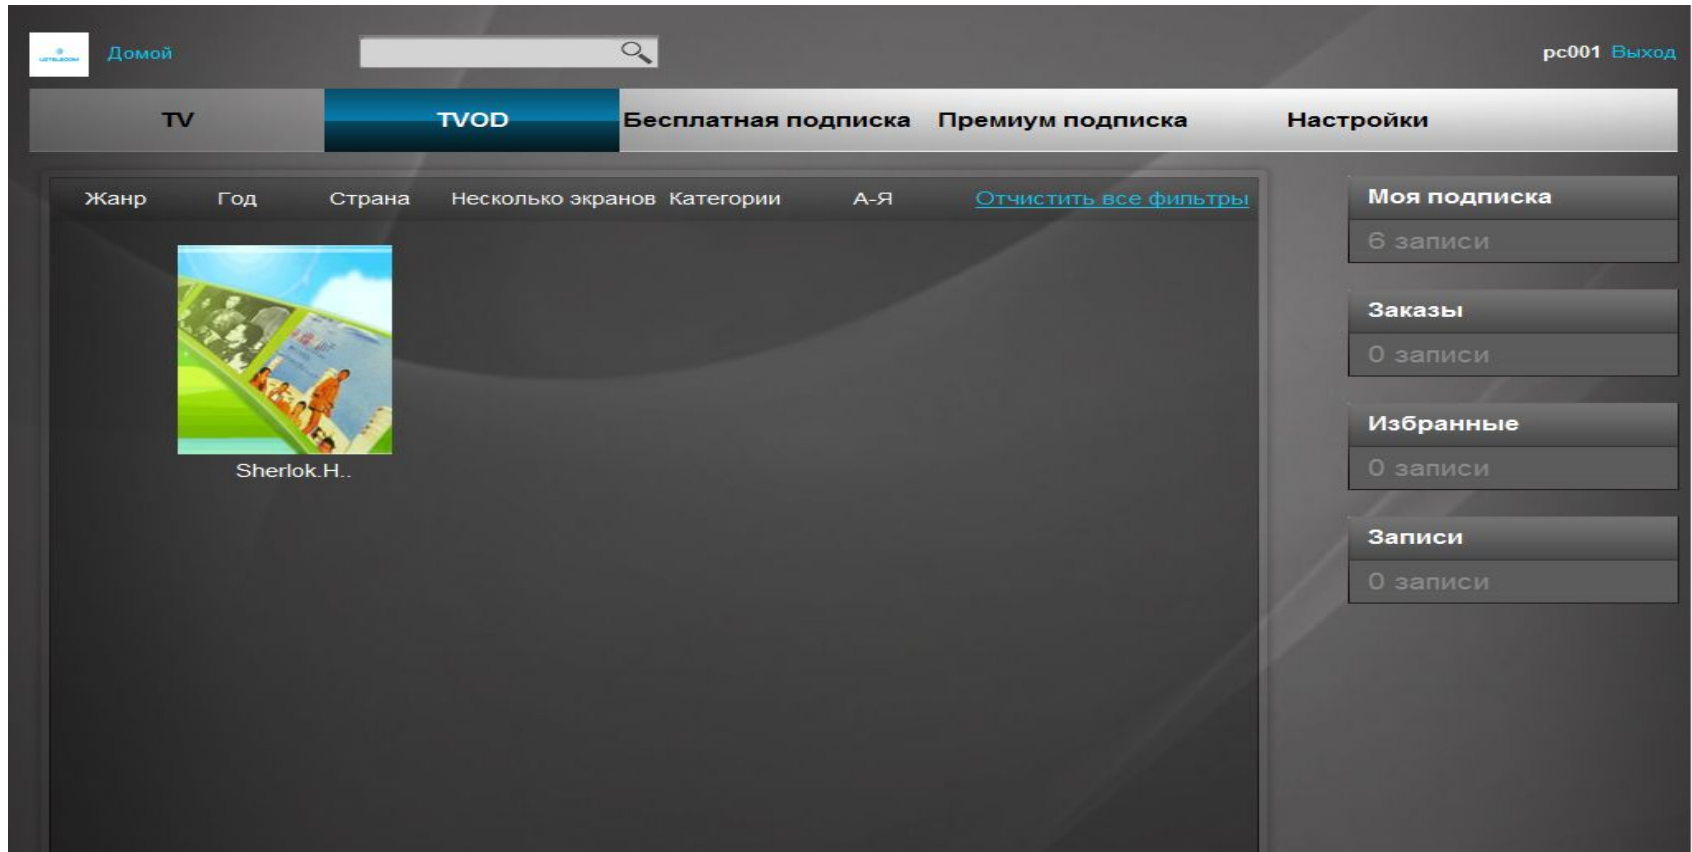 UZTELECOM
Домой
pc001 Выход
TV TVOD Бесплатная подписка Премиум подписка Настройки
Жанр Год Страна Несколько экранов Категории А-Я Отчистить все фильтры
Sherlok.H..
Моя подписка
6 записи
Заказы
0 записи
Избранные
0 записи
Записи
0 записи